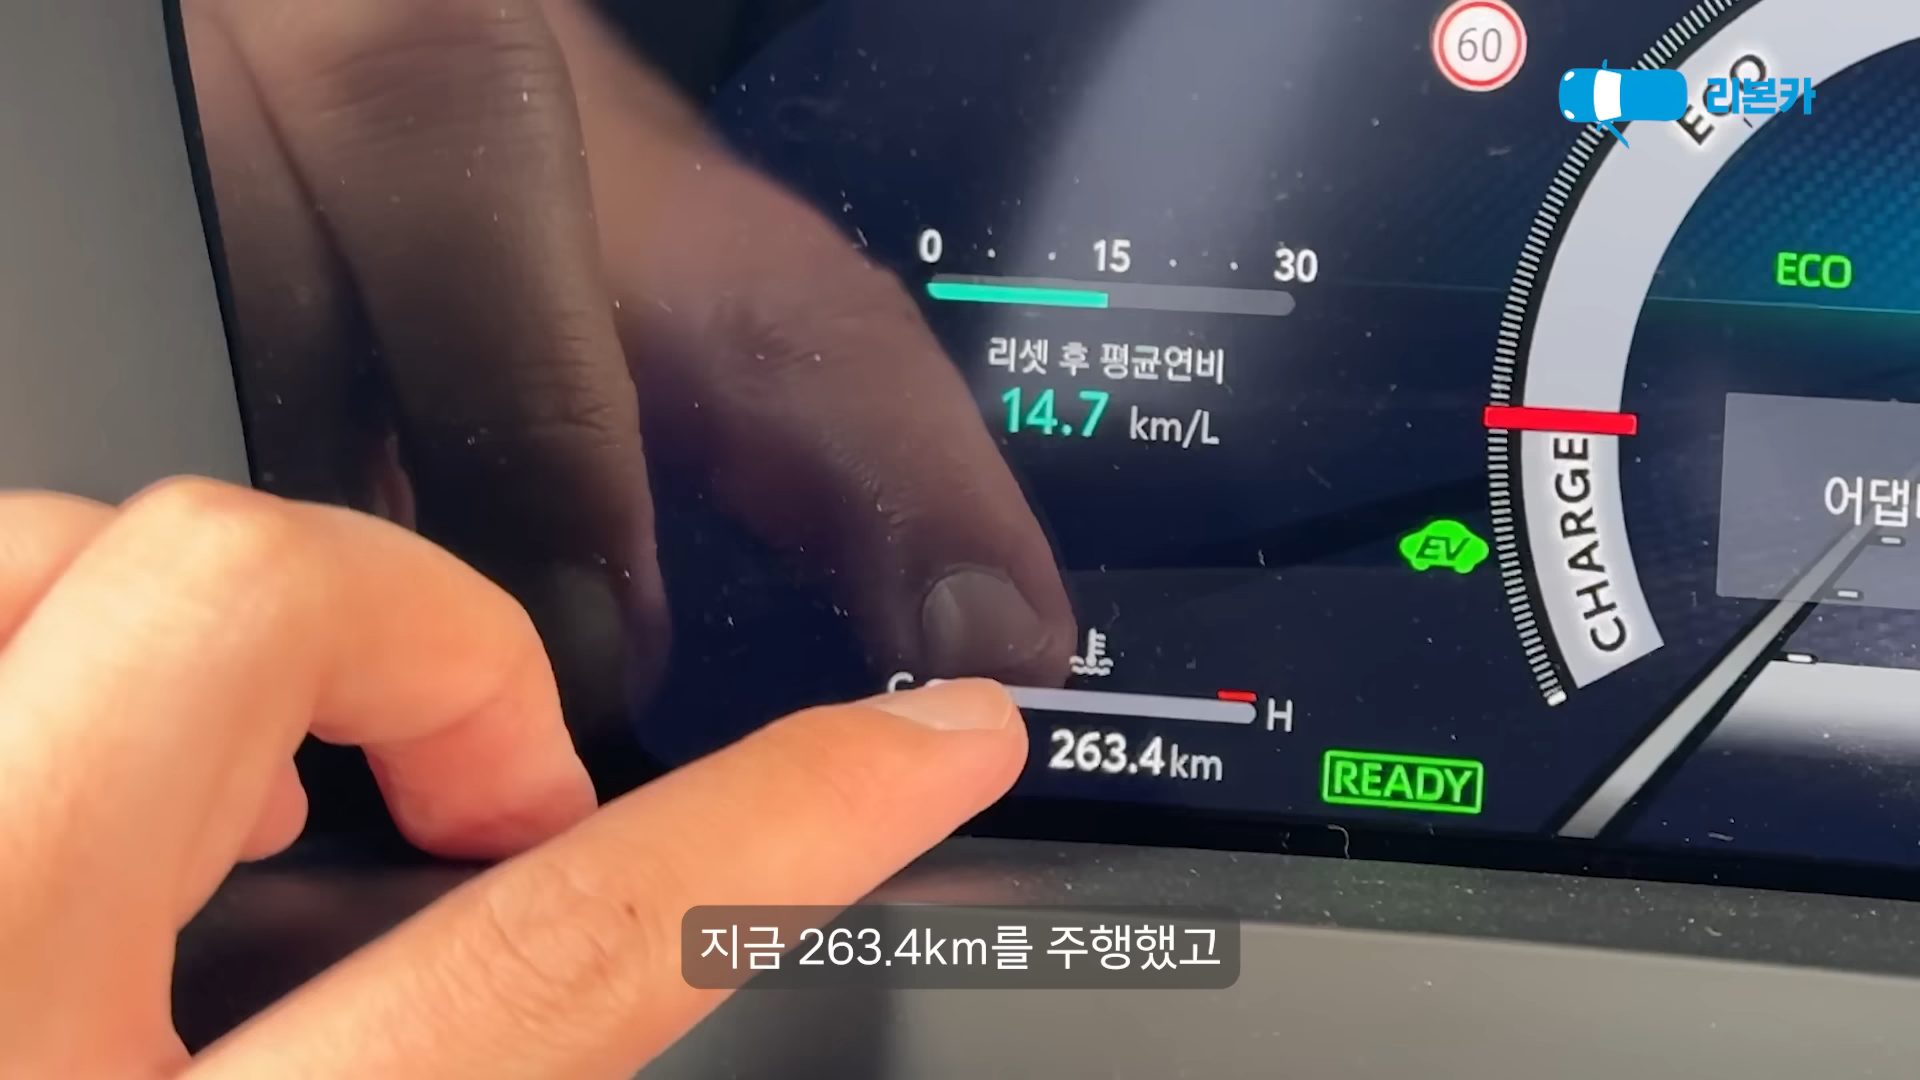 60
리본카
ECO
0 · · 15 · · 30
ECO
리셋 후 평균연비
14.7 km/L
CHARGE
어댑
EV
C H
263.4km
READY
지금 263.4km를 주행했고